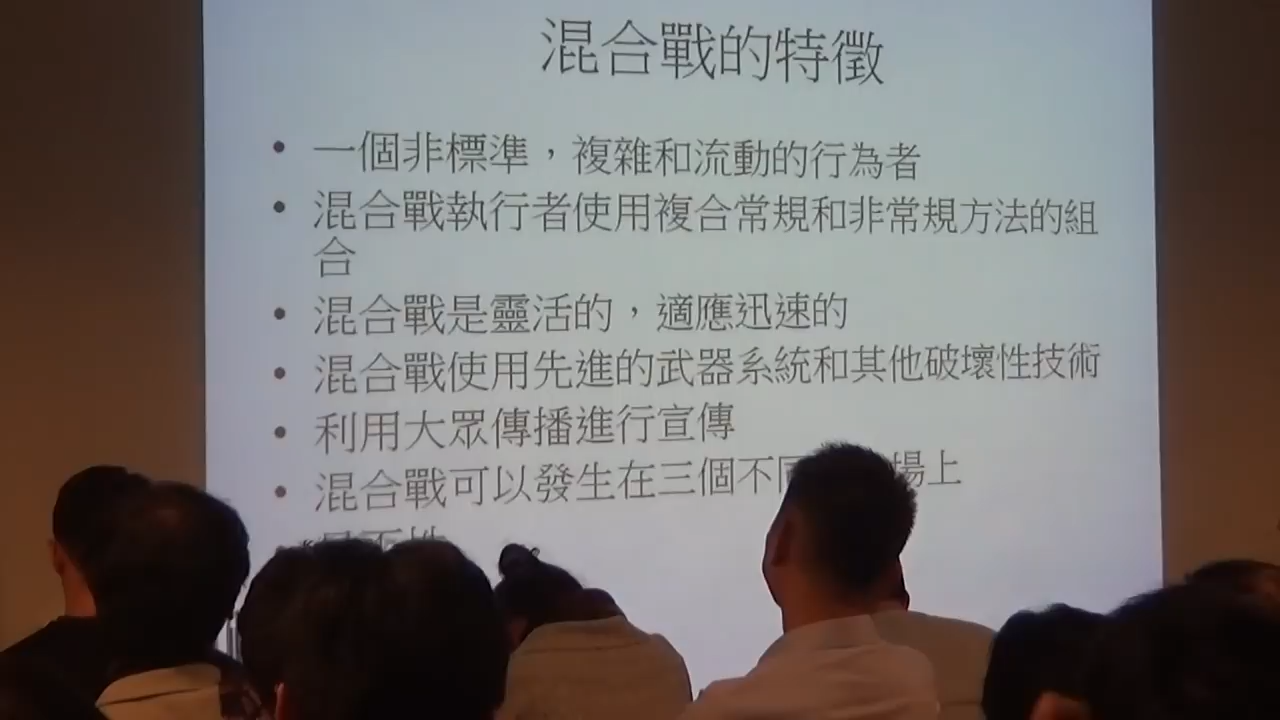 混合戰的特徵
• 一個非標準，複雜和流動的行為者
• 混合戰執行者使用複合常規和非常規方法的組
合
• 混合戰是靈活的，適應迅速的
• 混合戰使用先進的武器系統和其他破壞性技術
• 利用大眾傳播進行宣傳
• 混合戰可以發生在三個不同 場上